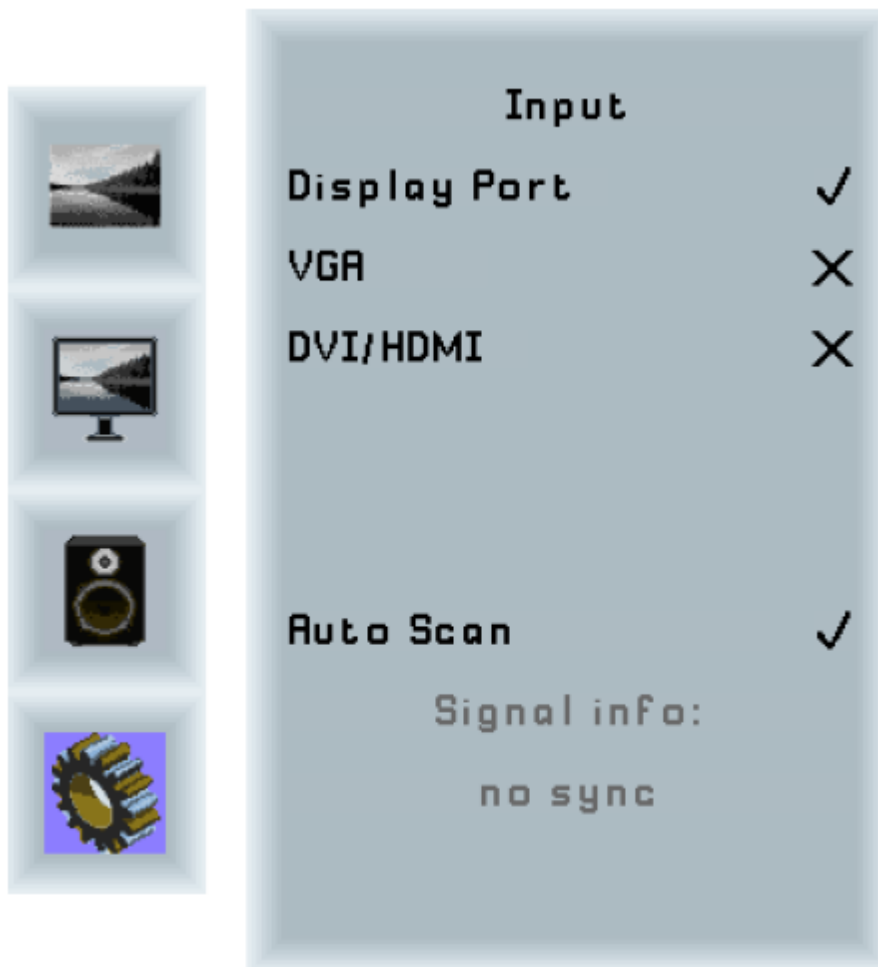 Input
Display Port ✓
VGA ✕
DVI/HDMI ✕
Auto Scan ✓
Signal info:
no sync